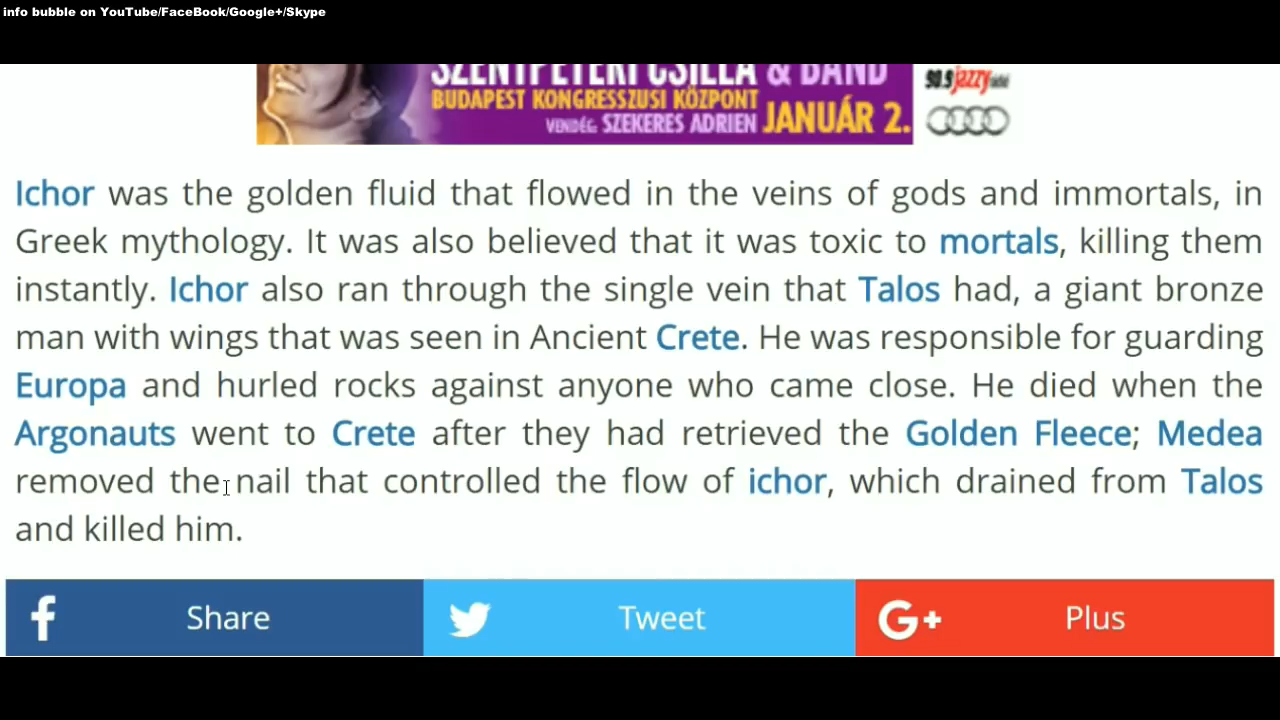 info bubble on YouTube/FaceBook/Google+/Skype
SZENTPÉTERI CSILLA & BAND
BUDAPEST KONGRESSZUSI KÖZPONT
VENDÉG: SZEKERES ADRIEN JANUÁR 2.
90.9 jazzy
Ichor was the golden fluid that flowed in the veins of gods and immortals, in
Greek mythology. It was also believed that it was toxic to mortals, killing them
instantly. Ichor also ran through the single vein that Talos had, a giant bronze
man with wings that was seen in Ancient Crete. He was responsible for guarding
Europa and hurled rocks against anyone who came close. He died when the
Argonauts went to Crete after they had retrieved the Golden Fleece; Medea
removed the nail that controlled the flow of ichor, which drained from Talos
and killed him.
f Share
Tweet
G+ Plus